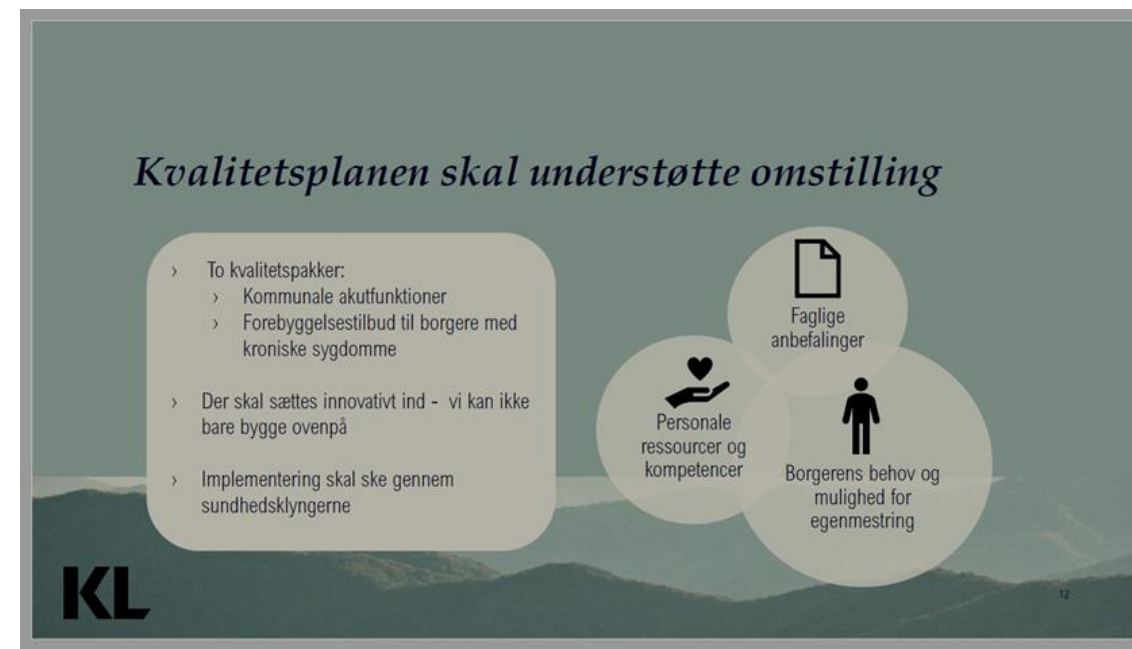 Kvalitetsplanen skal understøtte omstilling
› To kvalitetspakker:
› Kommunale akutfunktioner
› Forebyggelsestilbud til borgere med
kroniske sygdomme
› Der skal sættes innovativt ind - vi kan ikke
bare bygge ovenpå
› Implementering skal ske gennem
sundhedsklyngerne
Faglige
anbefalinger
Personale
ressourcer og
kompetencer
Borgerens behov og
mulighed for
egenmestring
KL
12